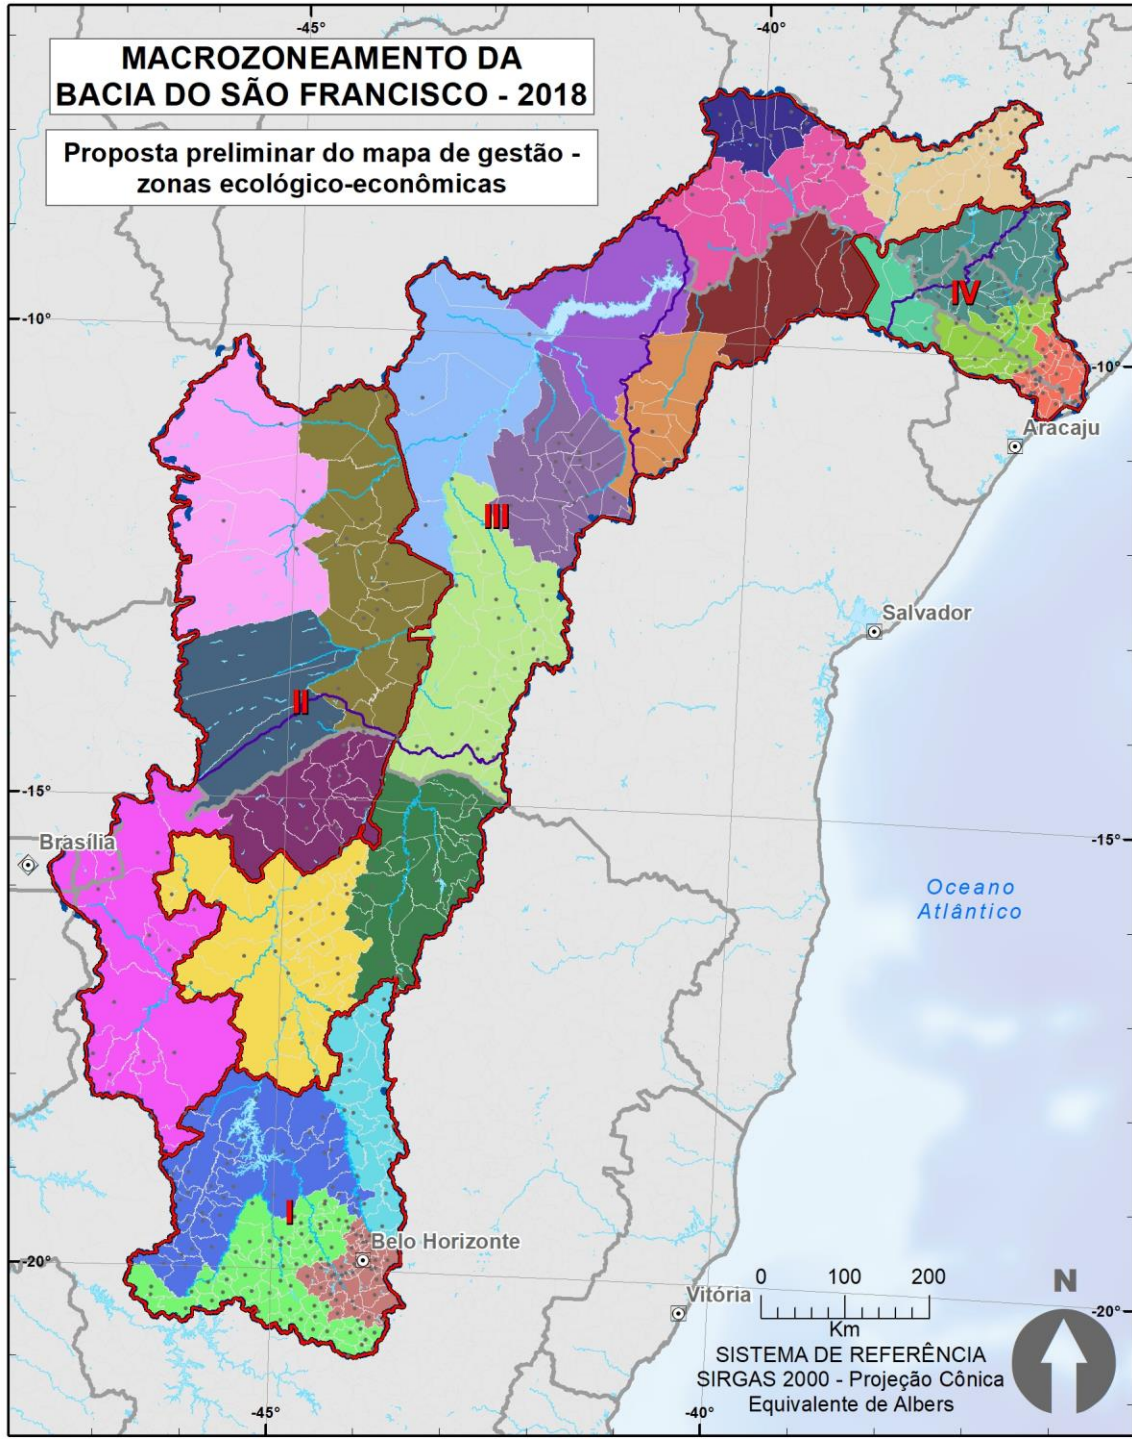 -45°
-40°
MACROZONEAMENTO DA
BACIA DO SÃO FRANCISCO - 2018
Proposta preliminar do mapa de gestão -
zonas ecológico-econômicas
IV
-10°
-10°
Aracaju
III
Salvador
II
-15°
Brasília
-15°
Oceano
Atlântico
I
Belo Horizonte
-20°
Vitória
0 100 200
Km
N
-20°
SISTEMA DE REFERÊNCIA
SIRGAS 2000 - Projeção Cônica
Equivalente de Albers
-45°
-40°